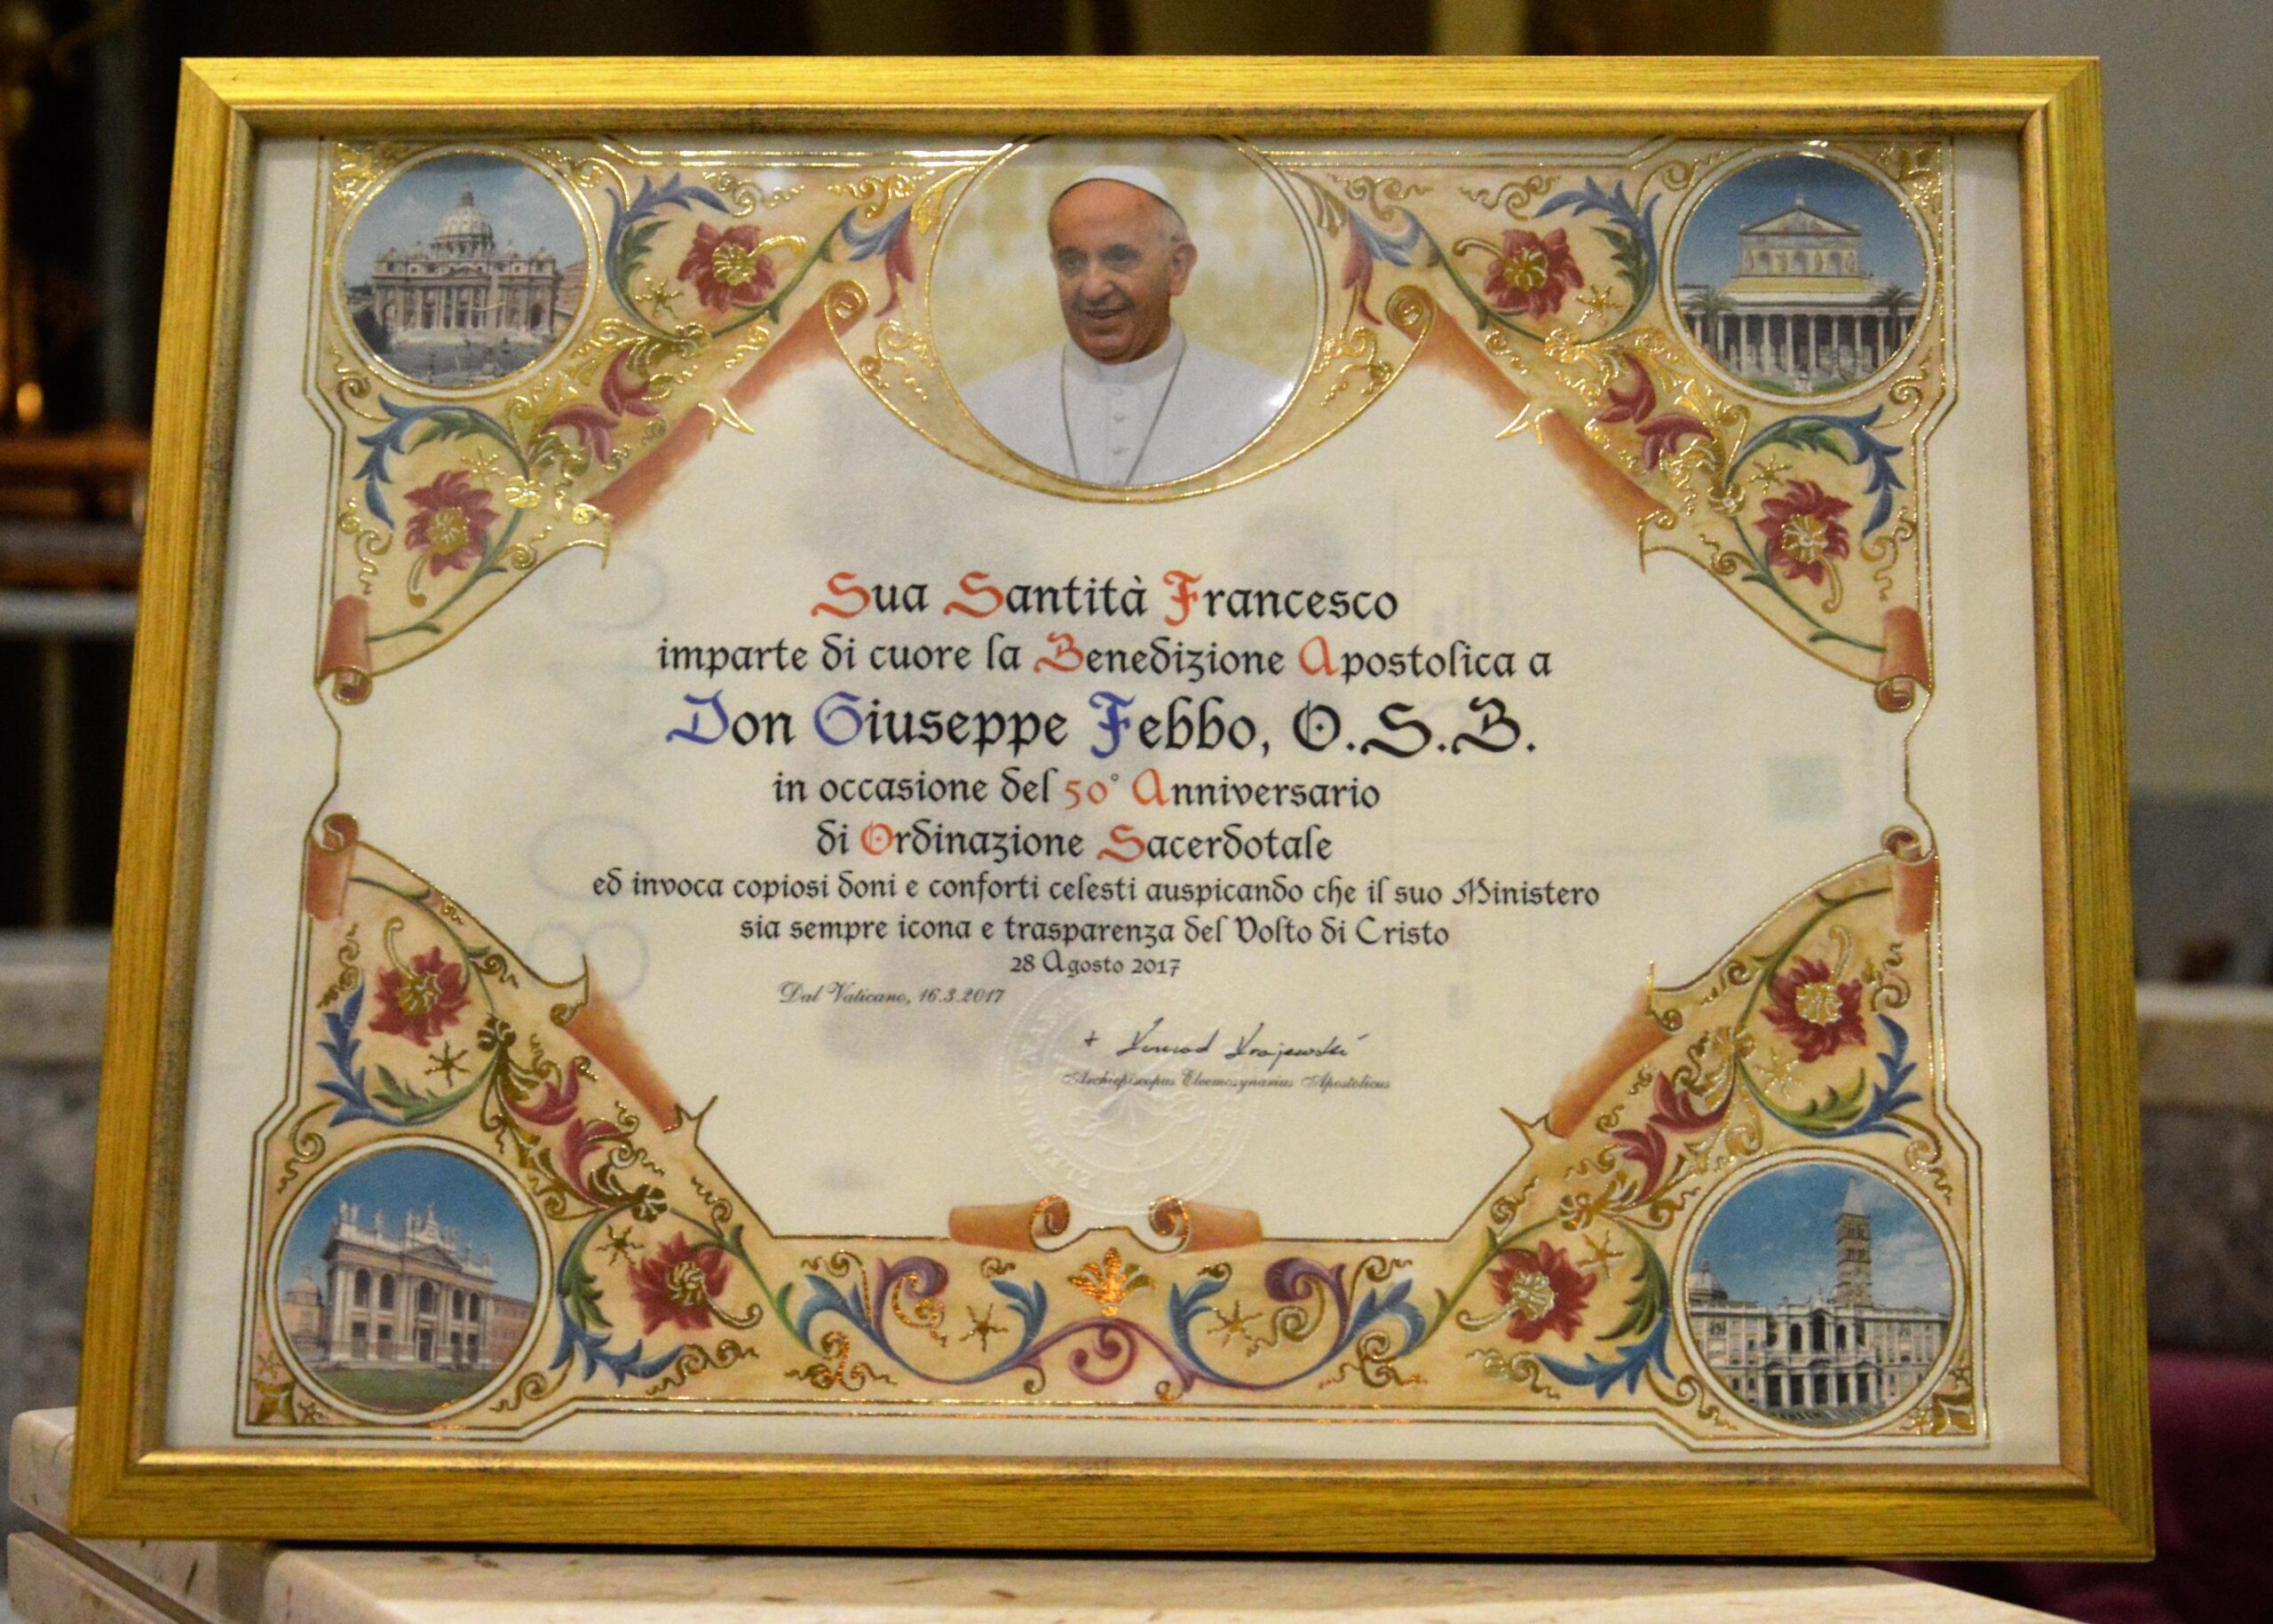 Sua Santità Francesco
imparte di cuore la Benedizione Apostolica a
Don Giuseppe Febbo, O.S.B.
in occasione del 50° Anniversario
di Ordinazione Sacerdotale
ed invoca copiosi doni e conforti celesti auspicando che il suo Ministero
sia sempre icona e trasparenza del Volto di Cristo
28 Agosto 2017
Dal Vaticano, 16.3.2017
+ Konrad Krajewski
Archiepiscopus Eleemosynarius Apostolicus